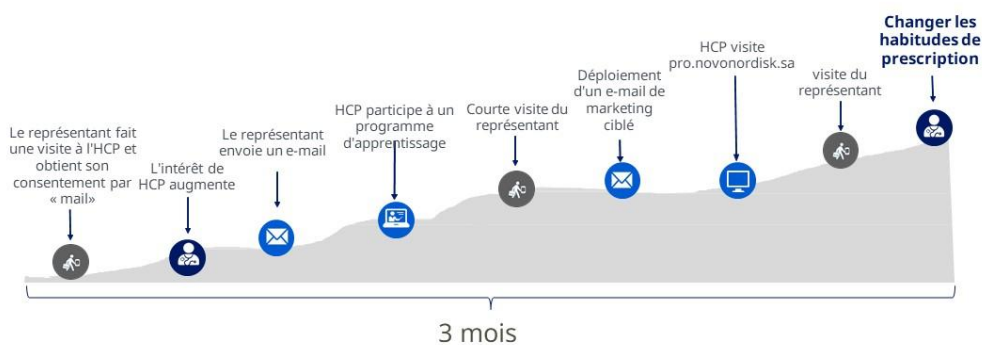 Le représentant fait
une visite à l'HCP et
obtient son
consentement par
« mail»
L'intérêt de
HCP augmente
Le représentant
envoie un e-mail
HCP participe à un
programme
d'apprentissage
Courte visite du
représentant
Déploiement
d'un e-mail de
marketing
ciblé
HCP visite
pro.novonordisk.sa
visite du
représentant
Changer les
habitudes de
prescription
3 mois